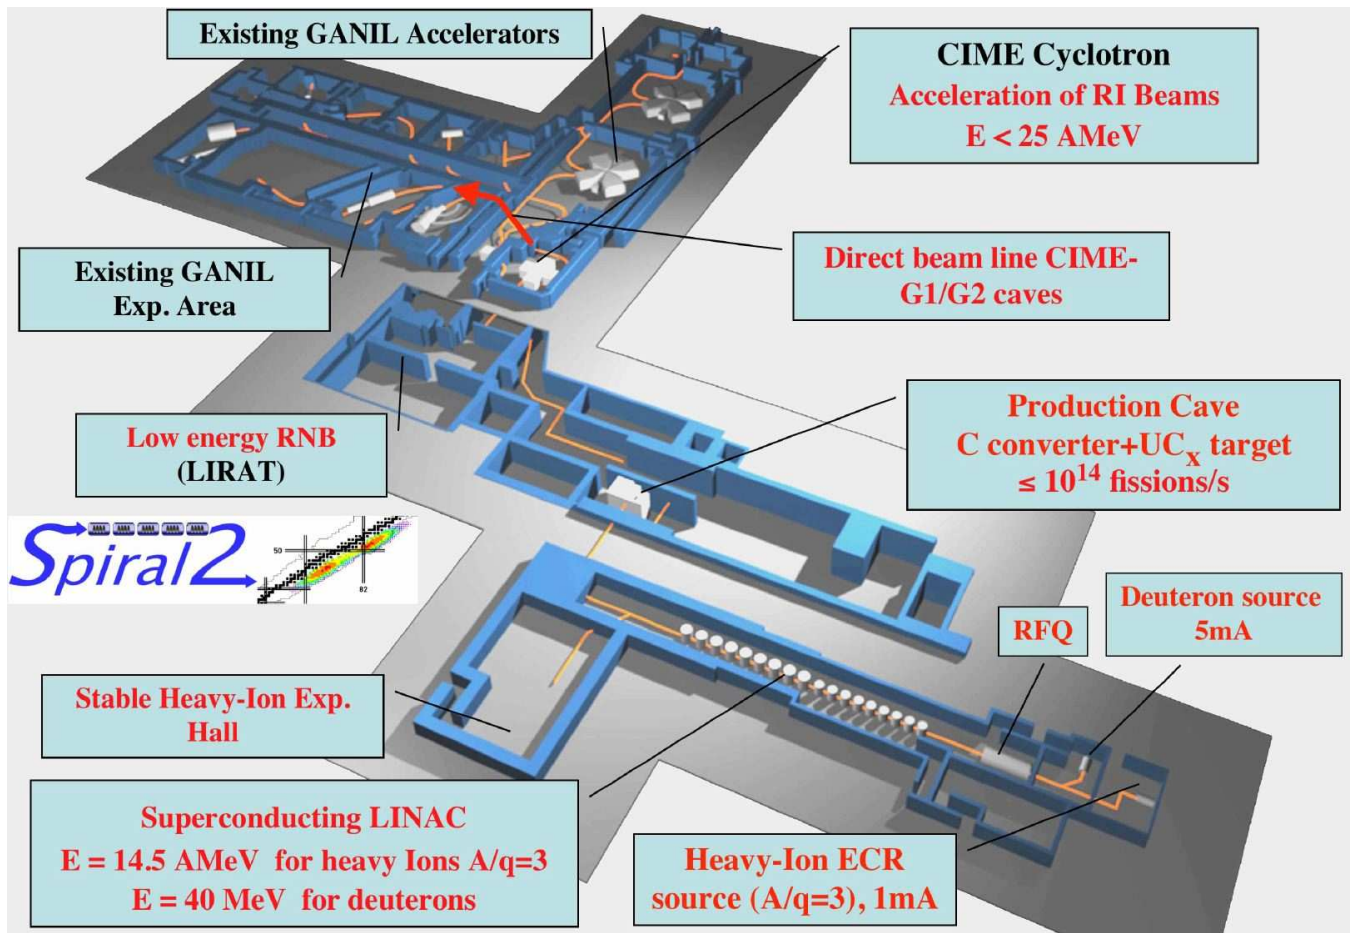 Existing GANIL Accelerators
CIME Cyclotron
Acceleration of RI Beams
E < 25 AMeV
Existing GANIL
Exp. Area
Direct beam line CIME-
G1/G2 caves
Low energy RNB
(LIRAT)
Production Cave
C converter+UCx target
≤ 10¹⁴ fissions/s
Spiral2
50
82
RFQ
Deuteron source
5mA
Stable Heavy-Ion Exp.
Hall
Superconducting LINAC
E = 14.5 AMeV for heavy Ions A/q=3
E = 40 MeV for deuterons
Heavy-Ion ECR
source (A/q=3), 1mA